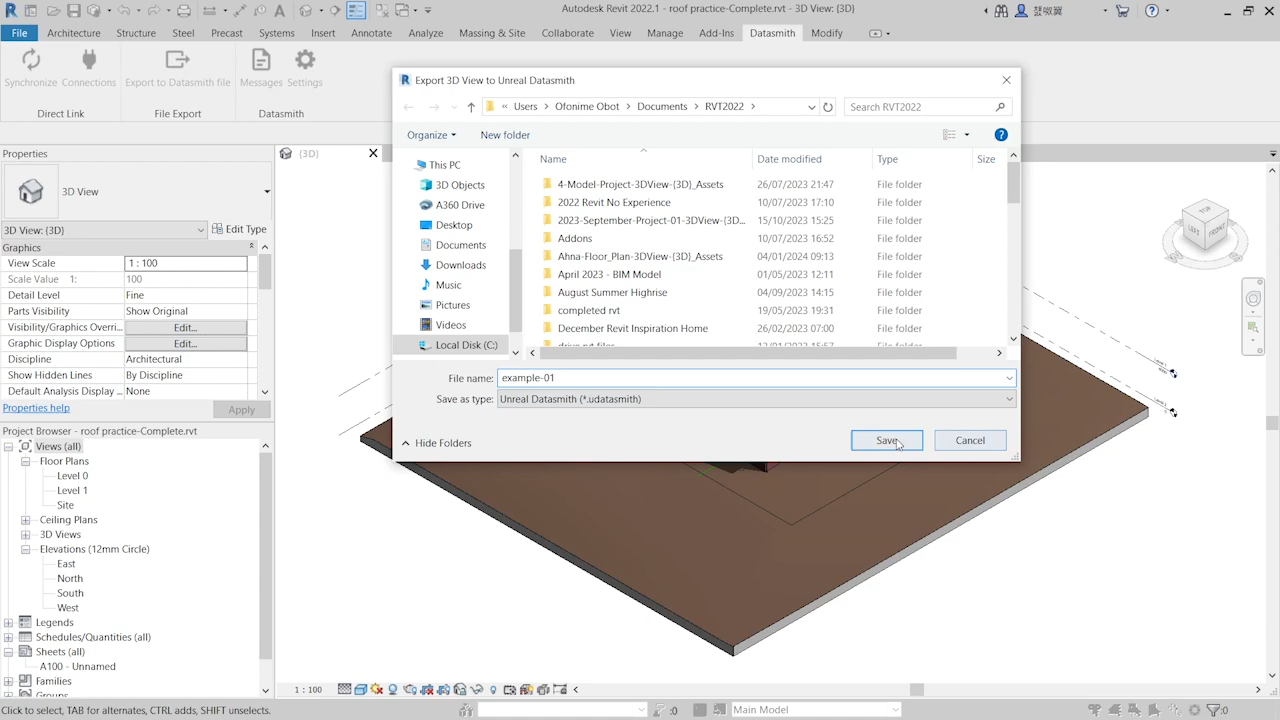 Autodesk Revit 2022.1 - roof practice-Complete.rvt - 3D View: {3D}
File Architecture Structure Steel Precast Systems Insert Annotate Analyze Massing & Site Collaborate View Manage Add-Ins Datasmith Modify
Synchronize Connections Export to Datasmith file Messages Settings
Direct Link File Export Datasmith
Properties
3D View
3D View: {3D} Edit Type
Graphics
View Scale 1 : 100
Scale Value 1: 100
Detail Level Fine
Parts Visibility Show Original
Visibility/Graphics Overri... Edit...
Graphic Display Options Edit...
Discipline Architectural
Show Hidden Lines By Discipline
Default Analysis Display ... None
Properties help Apply
Project Browser - roof practice-Complete.rvt
Views (all)
Floor Plans
Level 0
Level 1
Site
Ceiling Plans
3D Views
Elevations (12mm Circle)
East
North
South
West
Legends
Schedules/Quantities (all)
Sheets (all)
A100 - Unnamed
Families
Groups
{3D}
Export 3D View to Unreal Datasmith
« Users > Ofonime Obot > Documents > RVT2022 > Search RVT2022
Organize New folder
This PC
3D Objects
A360 Drive
Desktop
Documents
Downloads
Music
Pictures
Videos
Local Disk (C:)
Name Date modified Type Size
4-Model-Project-3DView-{3D}_Assets 26/07/2023 21:47 File folder
2022 Revit No Experience 10/07/2023 17:10 File folder
2023-September-Project-01-3DView-{3D... 15/10/2023 15:25 File folder
Addons 10/07/2023 16:52 File folder
Ahna-Floor_Plan-3DView-{3D}_Assets 04/01/2024 09:13 File folder
April 2023 - BIM Model 01/05/2023 12:11 File folder
August Summer Highrise 04/09/2023 14:15 File folder
completed rvt 19/05/2023 19:31 File folder
December Revit Inspiration Home 26/02/2023 07:00 File folder
File name: example-01
Save as type: Unreal Datasmith (*.udatasmith)
Hide Folders Save Cancel
TOP
LEFT FRONT
1 : 100
Click to select, TAB for alternates, CTRL adds, SHIFT unselects. :0 Main Model :0